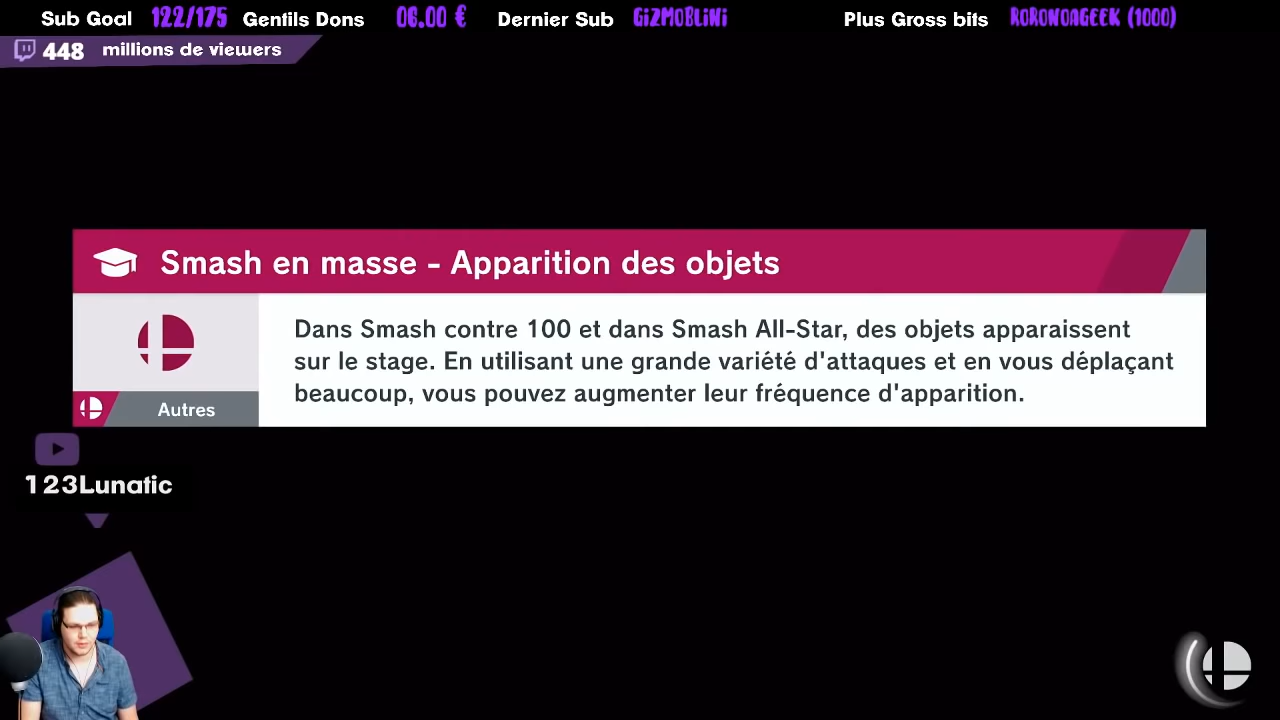 Sub Goal 122/175 Gentils Dons 06.00 € Dernier Sub GiZMOBLiNi Plus Gross bits RORONOAGEEK (1000)
448 millions de viewers
Smash en masse - Apparition des objets
Dans Smash contre 100 et dans Smash All-Star, des objets apparaissent
sur le stage. En utilisant une grande variété d'attaques et en vous déplaçant
beaucoup, vous pouvez augmenter leur fréquence d'apparition.
Autres
123Lunatic